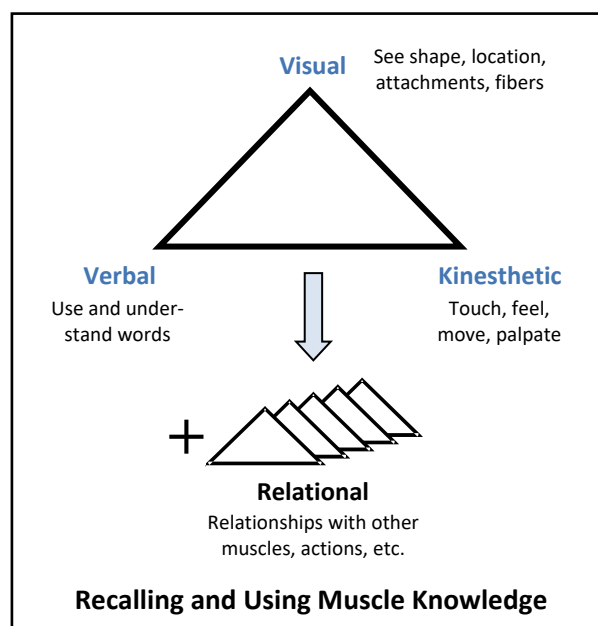 Visual
See shape, location,
attachments, fibers
Verbal
Use and under-
stand words
Kinesthetic
Touch, feel,
move, palpate
+
Relational
Relationships with other
muscles, actions, etc.
Recalling and Using Muscle Knowledge